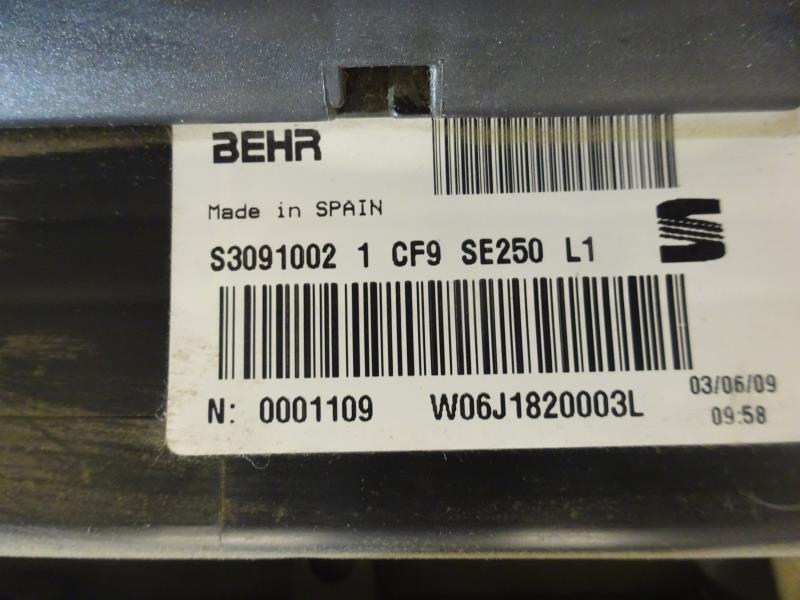 BEHR
Made in SPAIN
S3091002 1 CF9 SE250 L1
N: 0001109 W06J1820003L
03/06/09
09:58